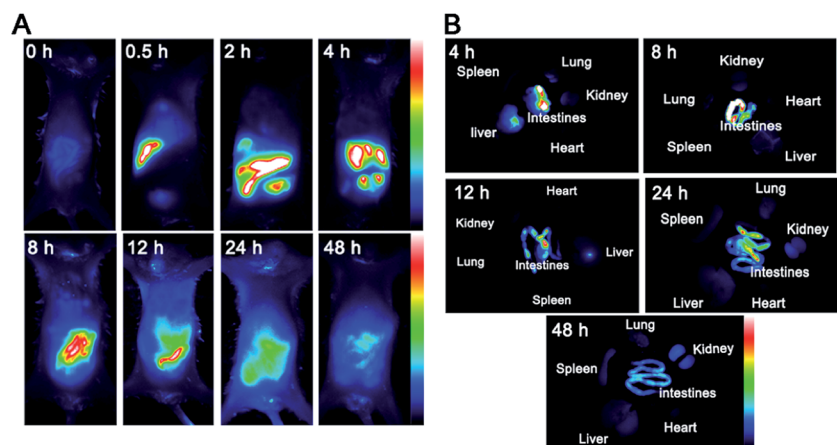 A
0 h
0.5 h
2 h
4 h
8 h
12 h
24 h
48 h
B
4 h
Spleen
Lung
Kidney
liver
Intestines
Heart
8 h
Kidney
Lung
Heart
Intestines
Spleen
Liver
12 h
Heart
Kidney
Lung
Intestines
Liver
Spleen
24 h
Lung
Spleen
Kidney
Intestines
Liver
Heart
48 h
Lung
Kidney
Spleen
intestines
Liver
Heart